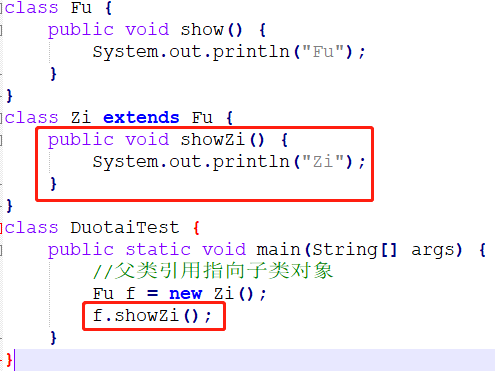 class Fu {
    public void show() {
        System.out.println("Fu");
    }
}
class Zi extends Fu {
    public void showZi() {
        System.out.println("Zi");
    }
}
class DuotaiTest {
    public static void main(String[] args) {
        //父类引用指向子类对象
        Fu f = new Zi();
        f.showZi();
    }
}